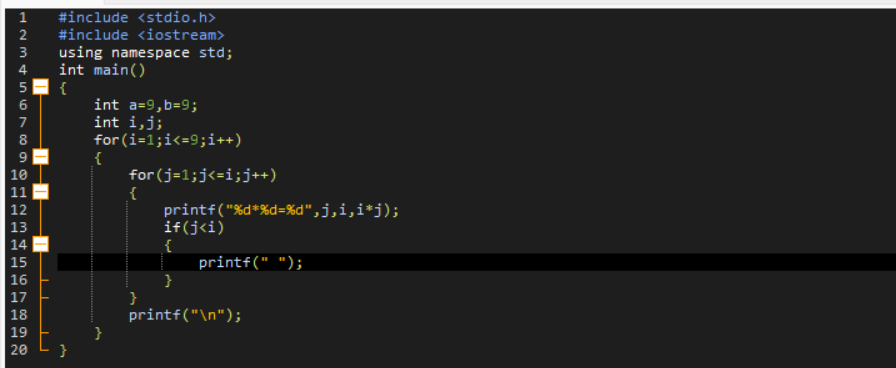 1 #include <stdio.h>
2 #include <iostream>
3 using namespace std;
4 int main()
5 {
6     int a=9,b=9;
7     int i,j;
8     for(i=1;i<=9;i++)
9     {
10         for(j=1;j<=i;j++)
11         {
12             printf("%d*%d=%d",j,i,i*j);
13             if(j<i)
14             {
15                 printf(" ");
16             }
17         }
18         printf("\n");
19     }
20 }